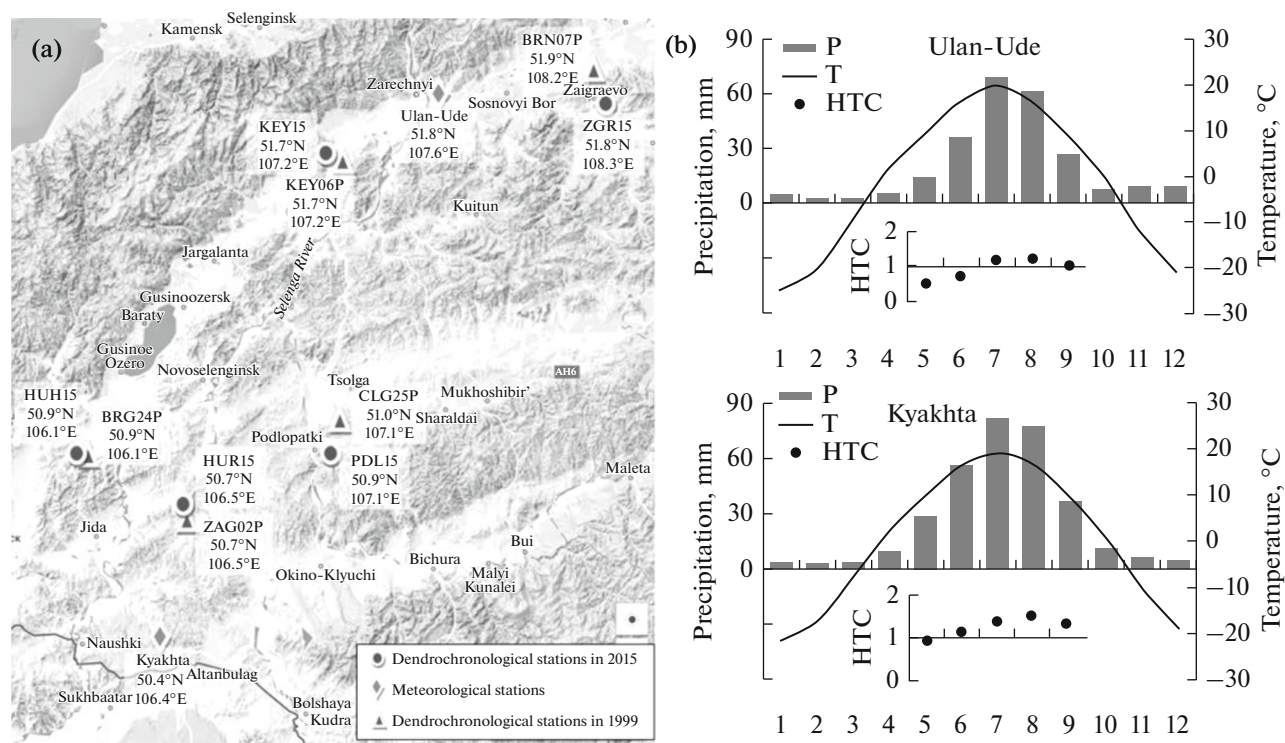 (a)
Kamensk
Selenginsk
BRN07P
51.9°N
108.2°E
Zaigraevo
Zarechnyi
Sosnovyi Bor
Ulan-Ude
51.8°N
107.6°E
ZGR15
51.8°N
108.3°E
KEY15
51.7°N
107.2°E
KEY06P
51.7°N
107.2°E
Kuitun
Jargalanta
Selenga River
Gusinoozersk
Baraty
Gusinoe
Ozero
Novoselenginsk
AH6
Tsolga
HUH15
50.9°N
106.1°E
BRG24P
50.9°N
106.1°E
CLG25P
51.0°N
107.1°E
Mukhoshibir'
Sharaldai
Podlopatki
HUR15
50.7°N
106.5°E
PDL15
50.9°N
107.1°E
Maleta
ZAG02P
50.7°N
106.5°E
Jida
Bui
Bichura
Okino-Klyuchi
Malyi
Kunalei
Naushki
Kyakhta
50.4°N
106.4°E
Altanbulag
Sukhbaatar
Bolshaya
Kudra
Dendrochronological stations in 2015
Meteorological stations
Dendrochronological stations in 1999
(b)
Ulan-Ude
P
T
HTC
Precipitation, mm
90
60
30
0
Temperature, °C
30
20
10
0
−10
−20
−30
HTC
2
1
0
1 2 3 4 5 6 7 8 9 10 11 12
Kyakhta
P
T
HTC
Precipitation, mm
90
60
30
0
Temperature, °C
30
20
10
0
−10
−20
−30
HTC
2
1
0
1 2 3 4 5 6 7 8 9 10 11 12